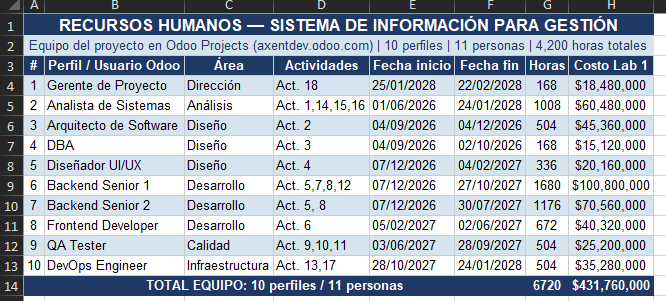 A B C D E F G H
1 RECURSOS HUMANOS — SISTEMA DE INFORMACIÓN PARA GESTIÓN
2 Equipo del proyecto en Odoo Projects (axentdev.odoo.com) | 10 perfiles | 11 personas | 4,200 horas totales
3 # Perfil / Usuario Odoo Área Actividades Fecha inicio Fecha fin Horas Costo Lab 1
4 1 Gerente de Proyecto Dirección Act. 18 25/01/2028 22/02/2028 168 $18,480,000
5 2 Analista de Sistemas Análisis Act. 1,14,15,16 01/06/2026 24/01/2028 1008 $60,480,000
6 3 Arquitecto de Software Diseño Act. 2 04/09/2026 04/12/2026 504 $45,360,000
7 4 DBA Diseño Act. 3 04/09/2026 02/10/2026 168 $15,120,000
8 5 Diseñador UI/UX Diseño Act. 4 07/12/2026 04/02/2027 336 $20,160,000
9 6 Backend Senior 1 Desarrollo Act. 5,7,8,12 07/12/2026 27/10/2027 1680 $100,800,000
10 7 Backend Senior 2 Desarrollo Act. 5, 8 07/12/2026 30/07/2027 1176 $70,560,000
11 8 Frontend Developer Desarrollo Act. 6 05/02/2027 02/06/2027 672 $40,320,000
12 9 QA Tester Calidad Act. 9,10,11 03/06/2027 28/09/2027 504 $25,200,000
13 10 DevOps Engineer Infraestructura Act. 13,17 28/10/2027 24/01/2028 504 $35,280,000
14 TOTAL EQUIPO: 10 perfiles / 11 personas 6720 $431,760,000